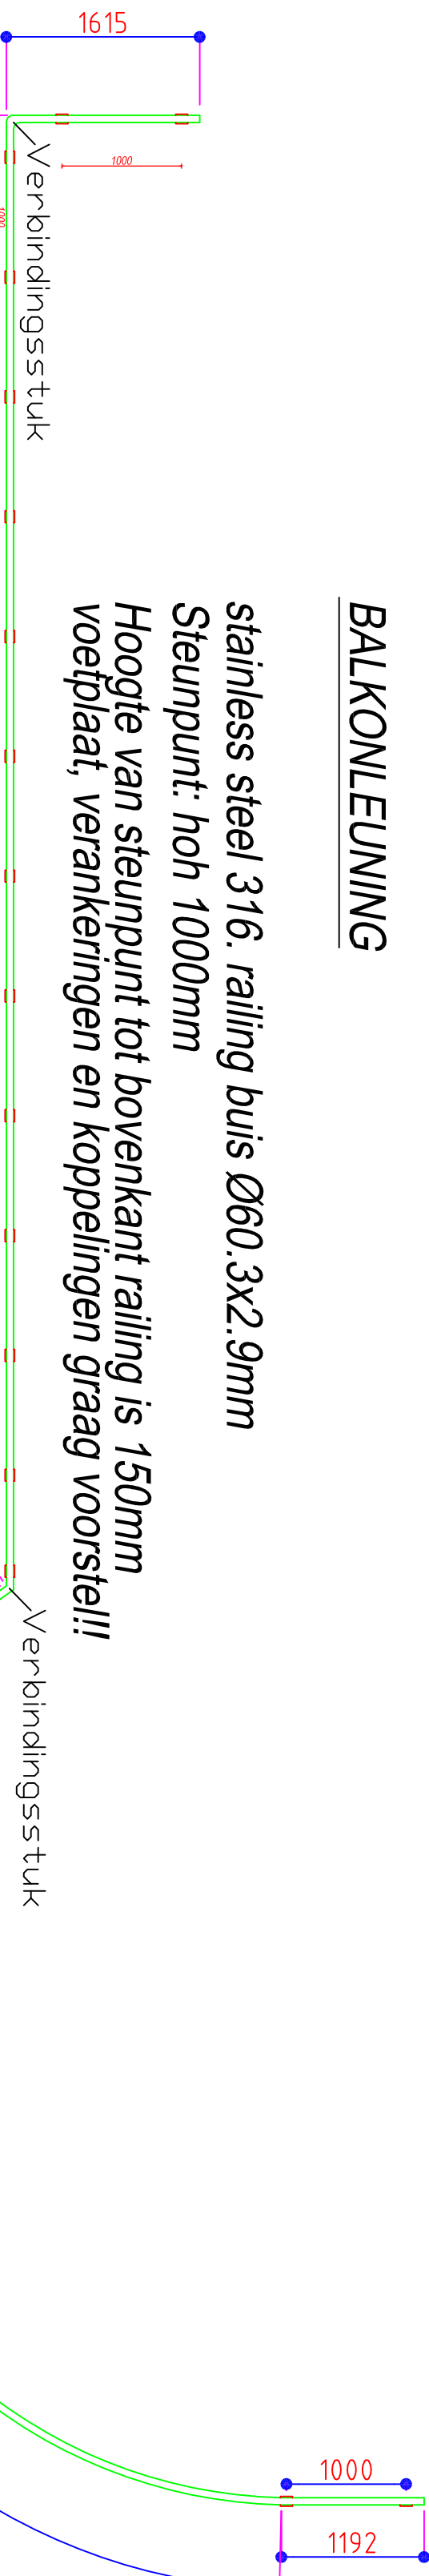 1615
1000
Verbindingsstuk
1000
BALKONLEUNING
stainless steel 316. railing buis Ø60.3x2.9mm
Steunpunt: hoh 1000mm
Hoogte van steunpunt tot bovenkant railing is 150mm
voetplaat, verankeringen en koppelingen graag voorstel!!
Verbindingsstuk
1000
1192